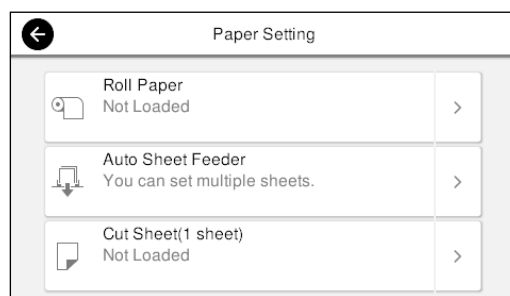 Paper Setting
Roll Paper
Not Loaded
Auto Sheet Feeder
You can set multiple sheets.
Cut Sheet(1 sheet)
Not Loaded